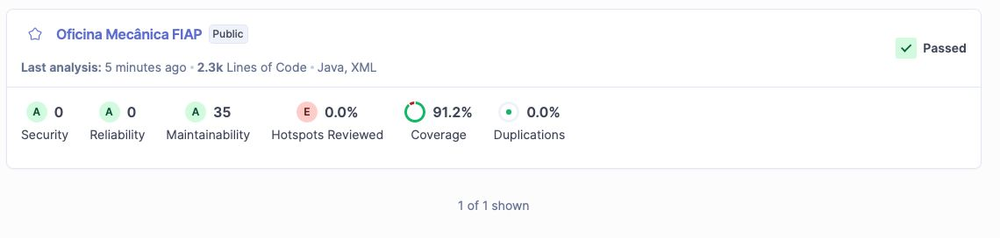 Oficina Mecânica FIAP Public
Passed
Last analysis: 5 minutes ago • 2.3k Lines of Code • Java, XML
A 0 A 0 A 35 E 0.0% 91.2% 0.0%
Security Reliability Maintainability Hotspots Reviewed Coverage Duplications
1 of 1 shown